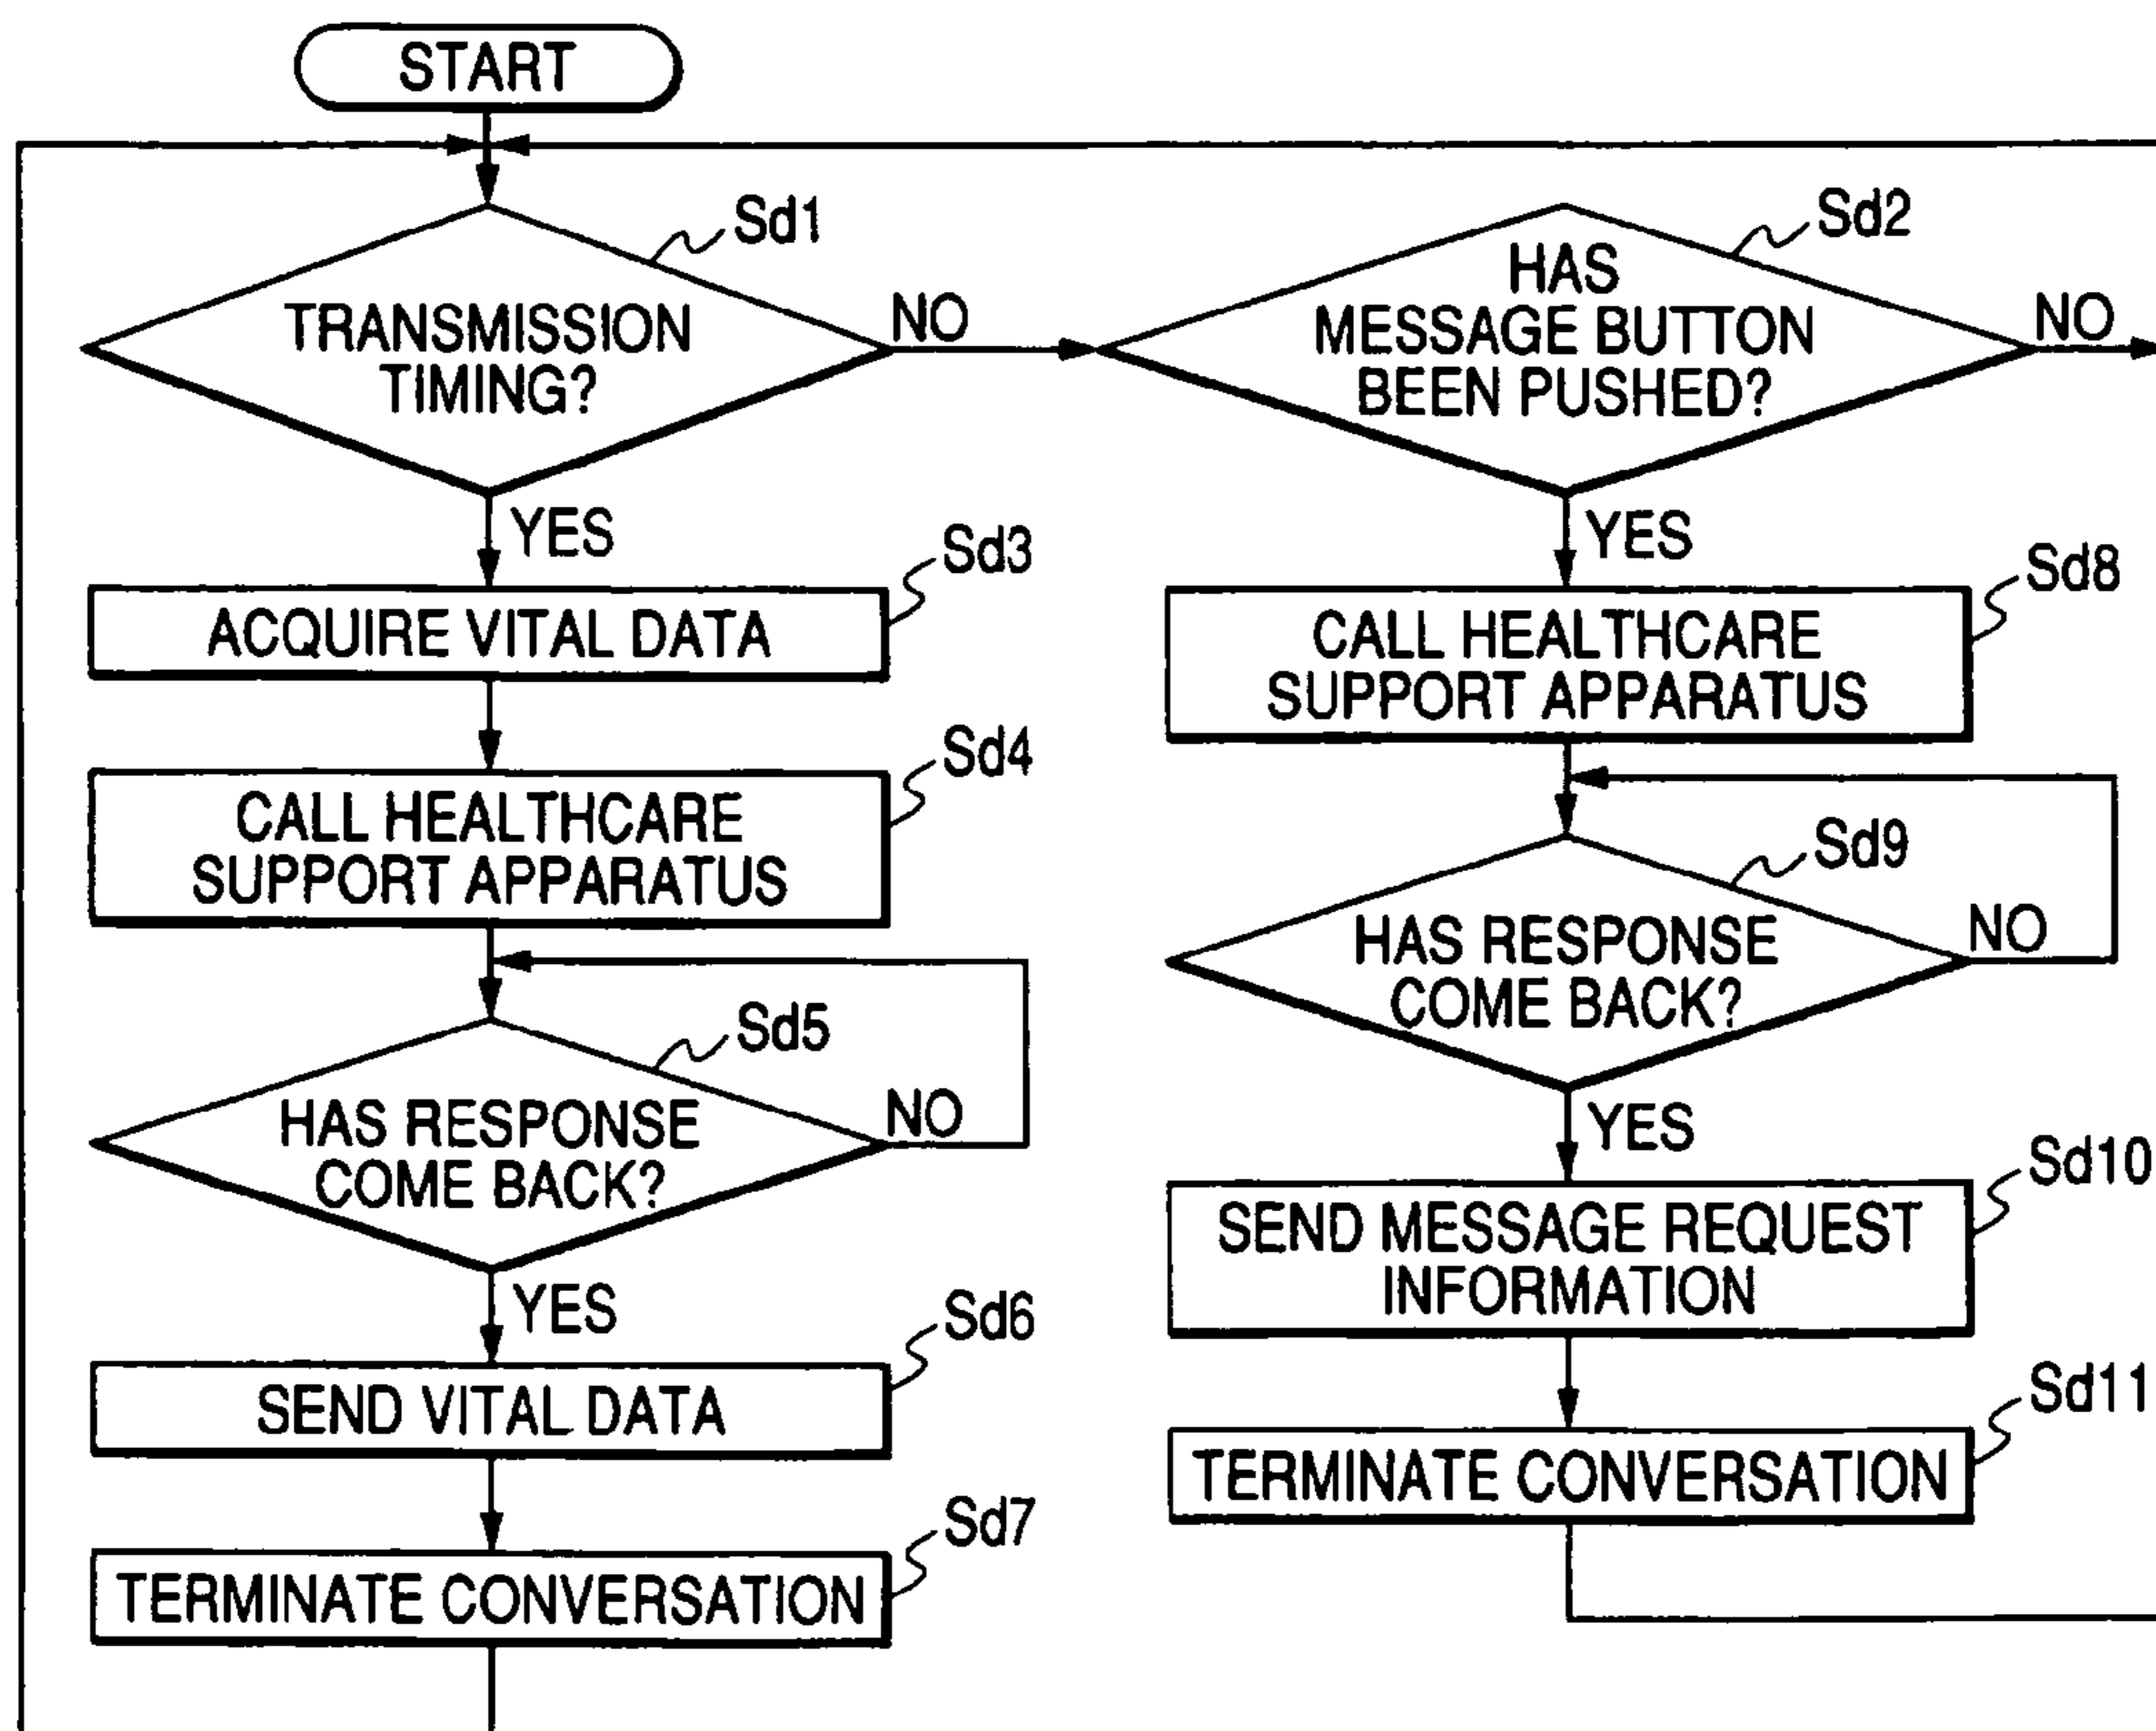 START
Sd1
TRANSMISSION
TIMING?
NO
YES
Sd2
HAS
MESSAGE BUTTON
BEEN PUSHED?
NO
YES
Sd3
ACQUIRE VITAL DATA
Sd4
CALL HEALTHCARE
SUPPORT APPARATUS
Sd5
HAS RESPONSE
COME BACK?
NO
YES
Sd6
SEND VITAL DATA
Sd7
TERMINATE CONVERSATION
Sd8
CALL HEALTHCARE
SUPPORT APPARATUS
Sd9
HAS RESPONSE
COME BACK?
NO
YES
Sd10
SEND MESSAGE REQUEST
INFORMATION
Sd11
TERMINATE CONVERSATION